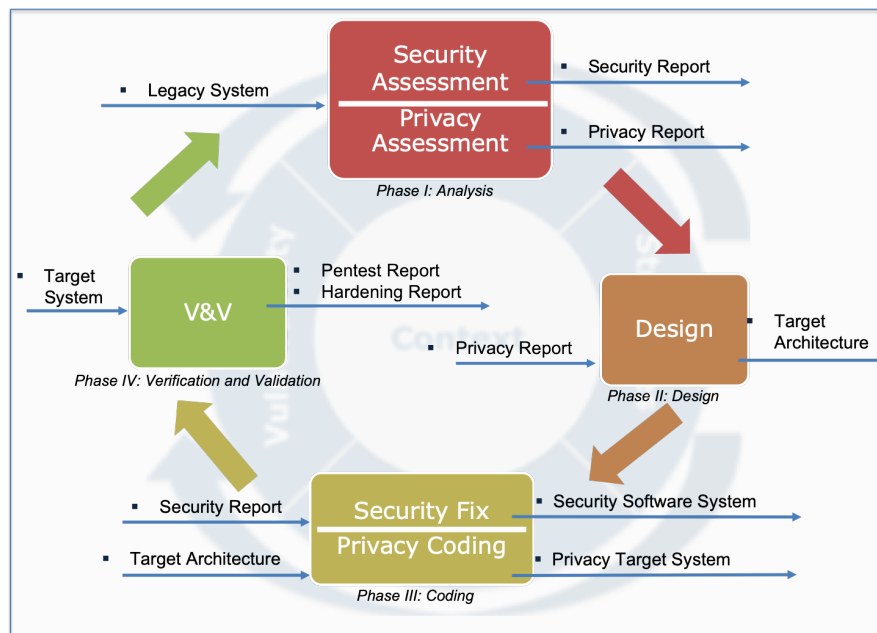 Security
Assessment
Privacy
Assessment
Phase I: Analysis
▪ Legacy System
▪ Security Report
▪ Privacy Report
▪ Target
System
V&V
▪ Pentest Report
▪ Hardening Report
Phase IV: Verification and Validation
Context
▪ Privacy Report
Design
Phase II: Design
▪ Target
Architecture
▪ Security Report
▪ Target Architecture
Security Fix
Privacy Coding
Phase III: Coding
▪ Security Software System
▪ Privacy Target System